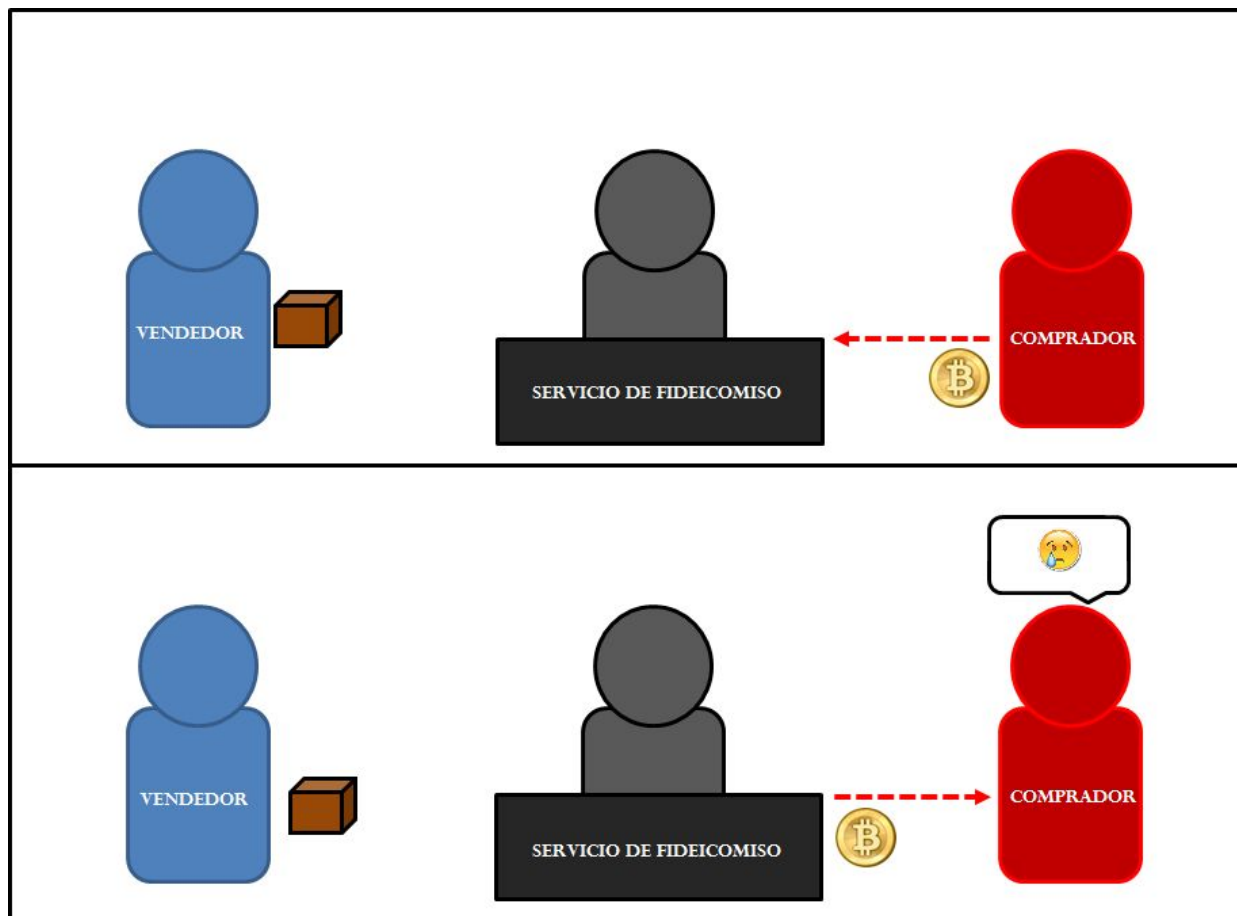 VENDEDOR
SERVICIO DE FIDEICOMISO
COMPRADOR
VENDEDOR
SERVICIO DE FIDEICOMISO
COMPRADOR